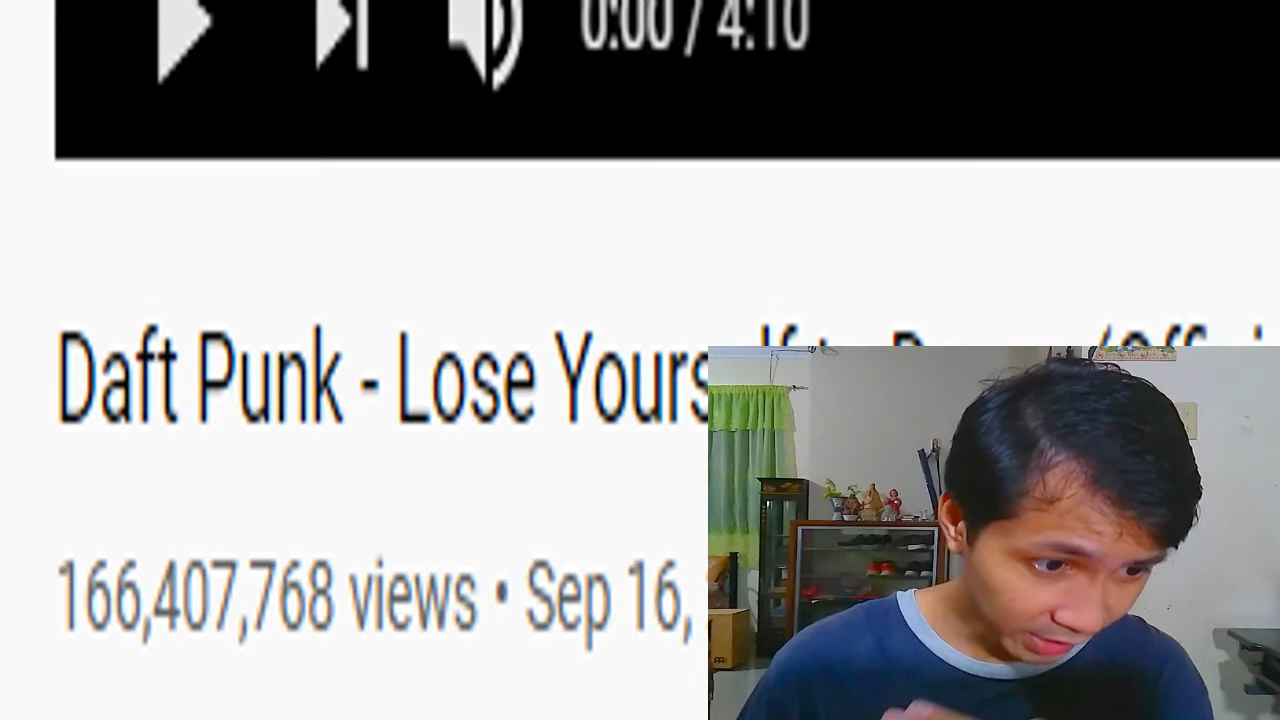 0:00 / 4:10
Daft Punk - Lose Yours
166,407,768 views • Sep 16,